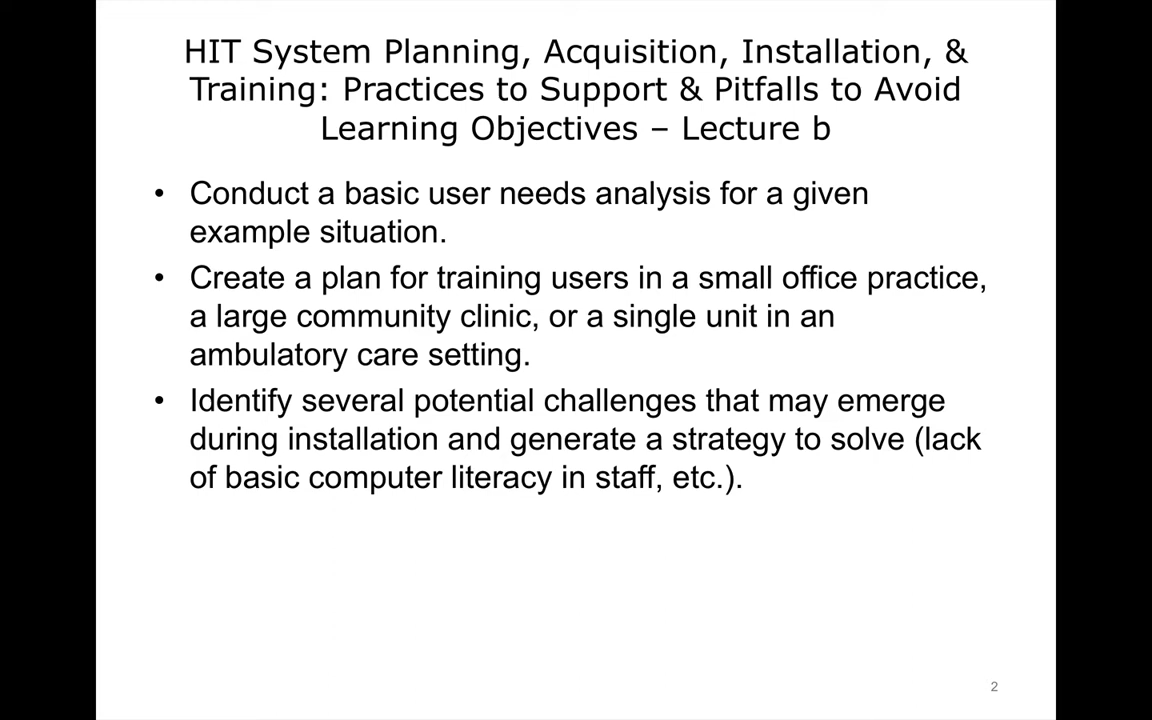 HIT System Planning, Acquisition, Installation, &
Training: Practices to Support & Pitfalls to Avoid
Learning Objectives – Lecture b
• Conduct a basic user needs analysis for a given
example situation.
• Create a plan for training users in a small office practice,
a large community clinic, or a single unit in an
ambulatory care setting.
• Identify several potential challenges that may emerge
during installation and generate a strategy to solve (lack
of basic computer literacy in staff, etc.).
2